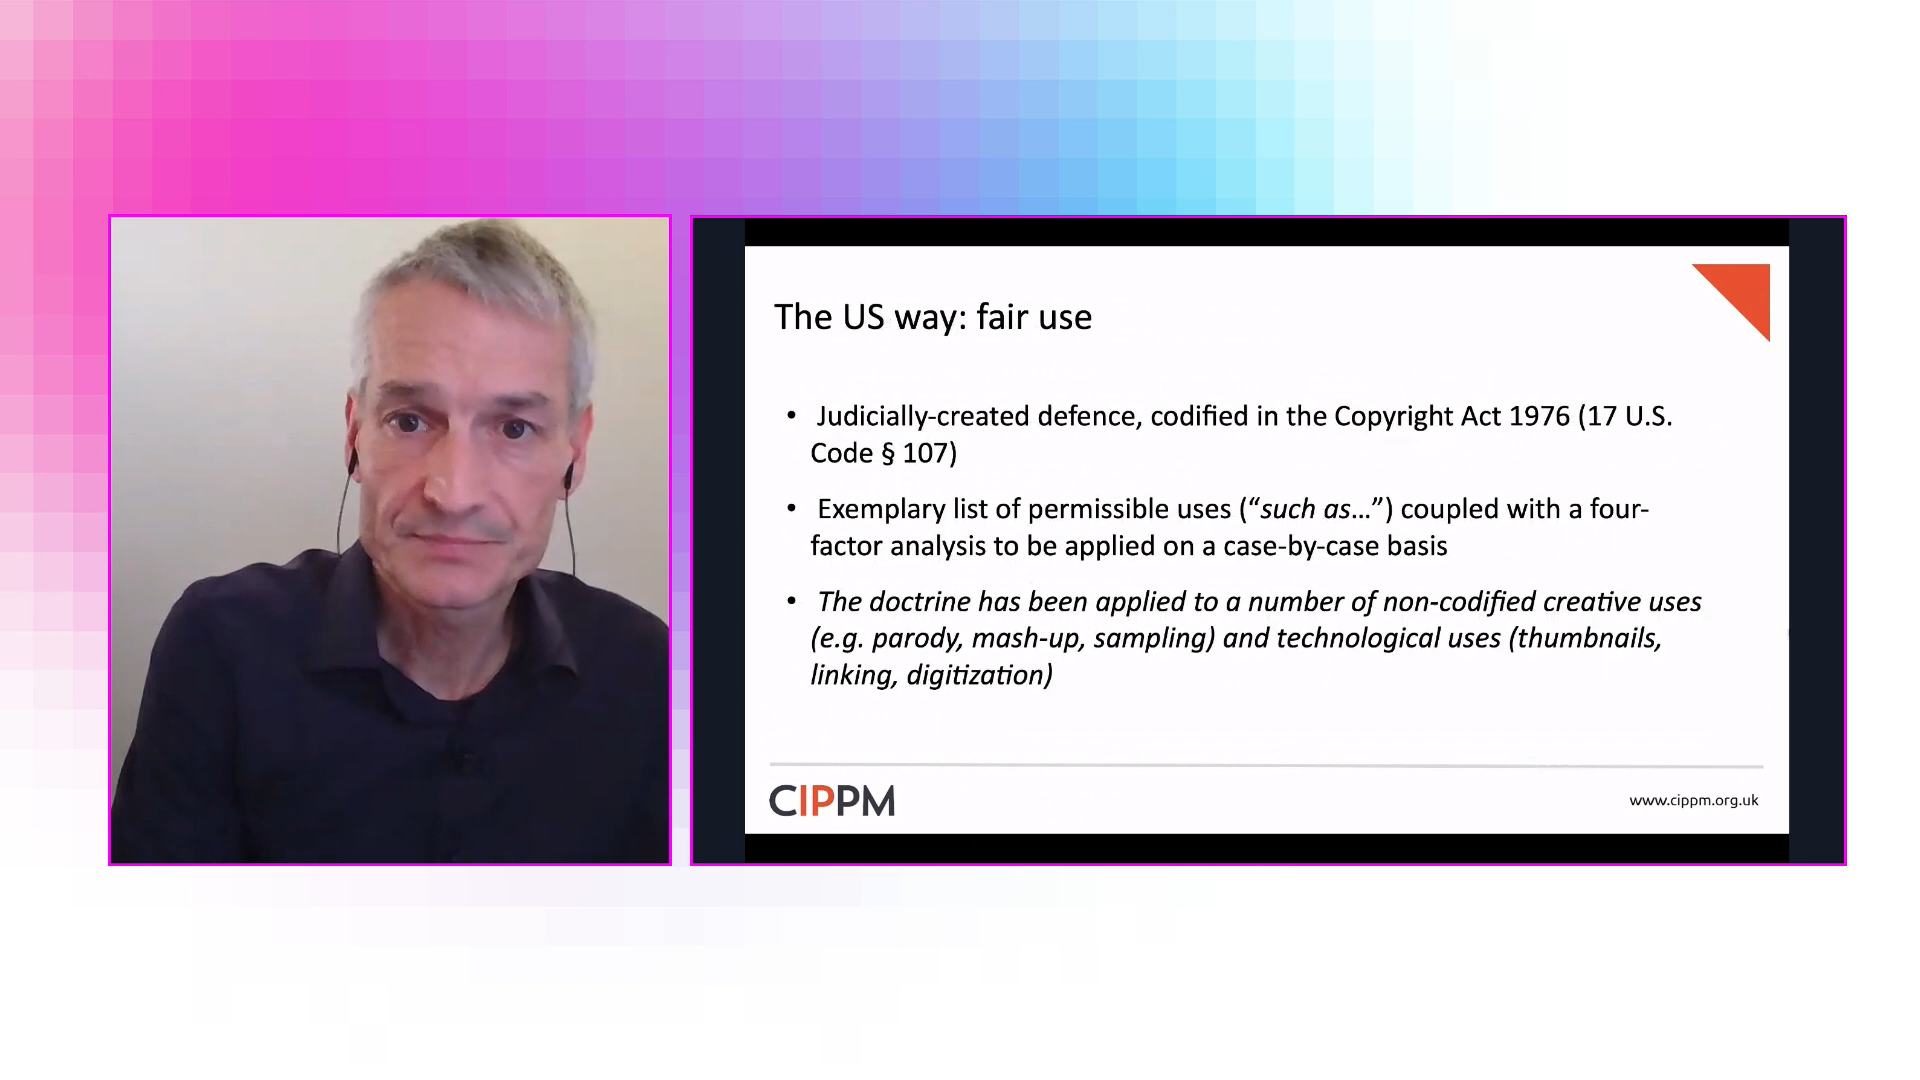 The US way: fair use
• Judicially-created defence, codified in the Copyright Act 1976 (17 U.S.
Code § 107)
• Exemplary list of permissible uses (“such as…”) coupled with a four-
factor analysis to be applied on a case-by-case basis
• The doctrine has been applied to a number of non-codified creative uses
(e.g. parody, mash-up, sampling) and technological uses (thumbnails,
linking, digitization)
CIPPM
www.cippm.org.uk